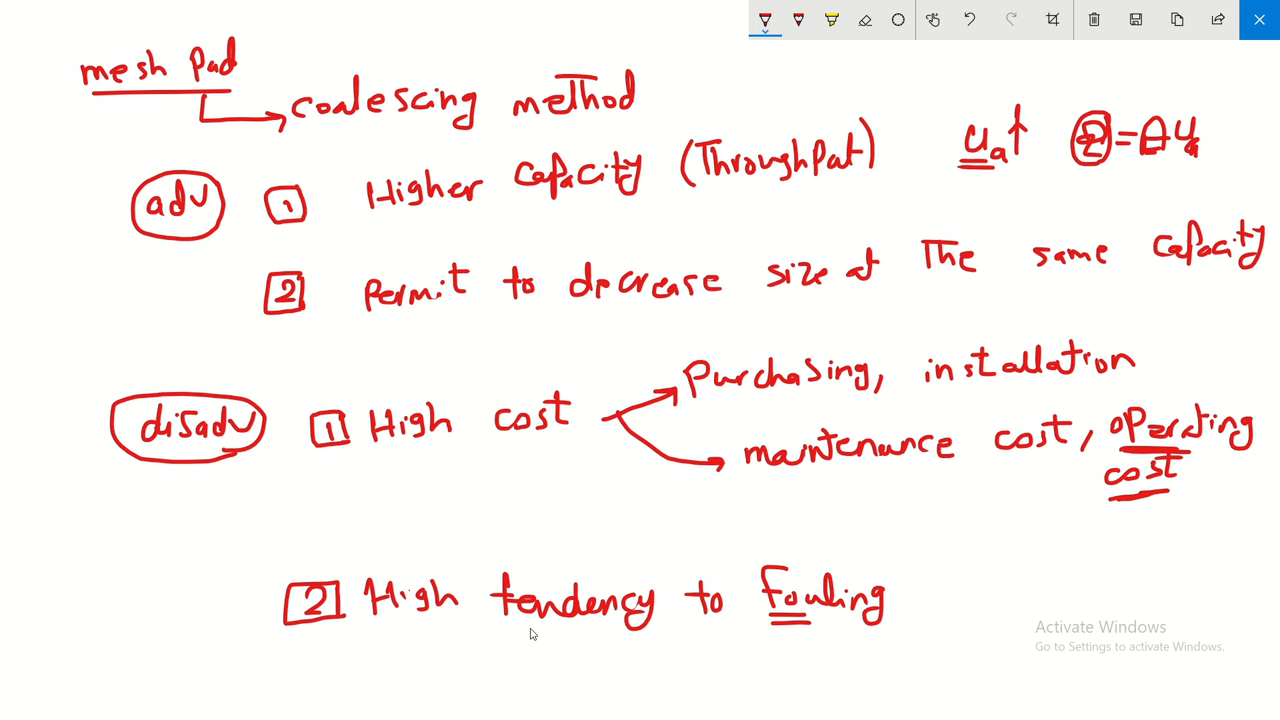 mesh Pad
coalescing method
adv 1 Higher capacity (ThroughPat) ua↑ Q = A ua
2 Permit to decrease size at The same capacity
disadv 1 High cost
Purchasing, installation
maintenance cost, operating
cost
2 High tendency to Fouling
Activate Windows
Go to Settings to activate Windows.